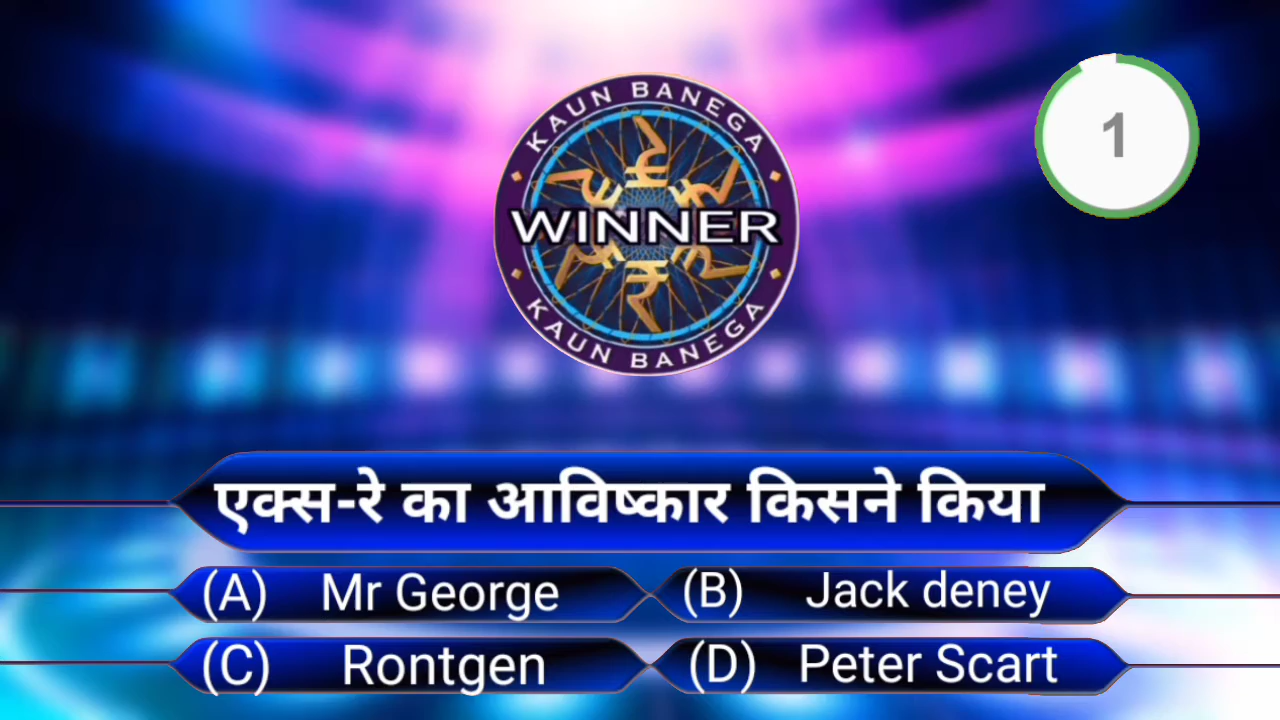 KAUN BANEGA
WINNER
KAUN BANEGA
1
एक्स-रे का आविष्कार किसने किया
(A) Mr George
(B) Jack deney
(C) Rontgen
(D) Peter Scart